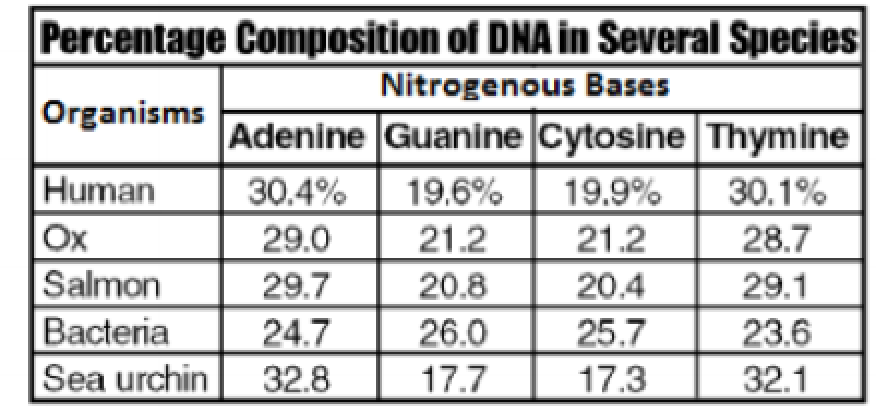 Percentage Composition of DNA in Several Species
Organisms
Nitrogenous Bases
Adenine Guanine Cytosine Thymine
Human 30.4% 19.6% 19.9% 30.1%
Ox 29.0 21.2 21.2 28.7
Salmon 29.7 20.8 20.4 29.1
Bacteria 24.7 26.0 25.7 23.6
Sea urchin 32.8 17.7 17.3 32.1